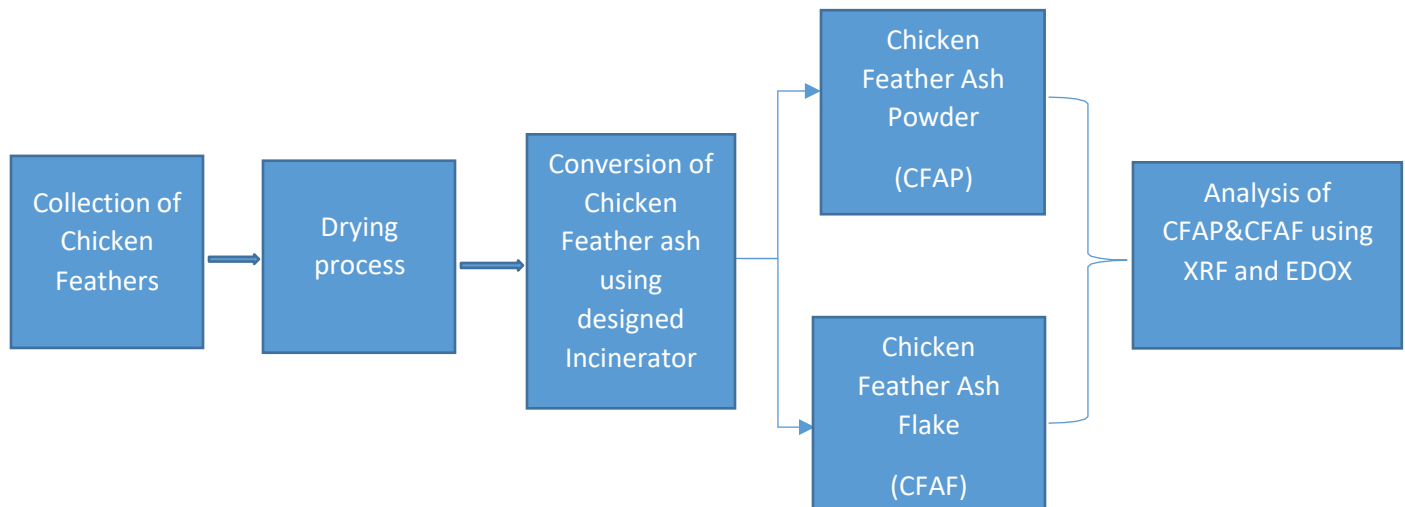 Collection of
Chicken
Feathers
Drying
process
Conversion of
Chicken
Feather ash
using
designed
Incinerator
Chicken
Feather Ash
Powder
(CFAP)
Chicken
Feather Ash
Flake
(CFAF)
Analysis of
CFAP&CFAF using
XRF and EDOX